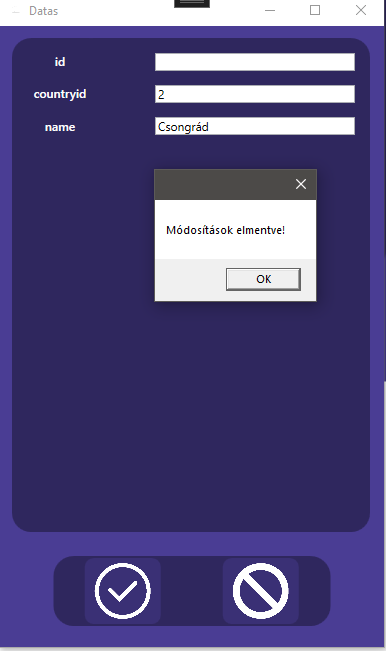 Datas
id
countryid 2
name Csongrád
Módosítások elmentve!
OK